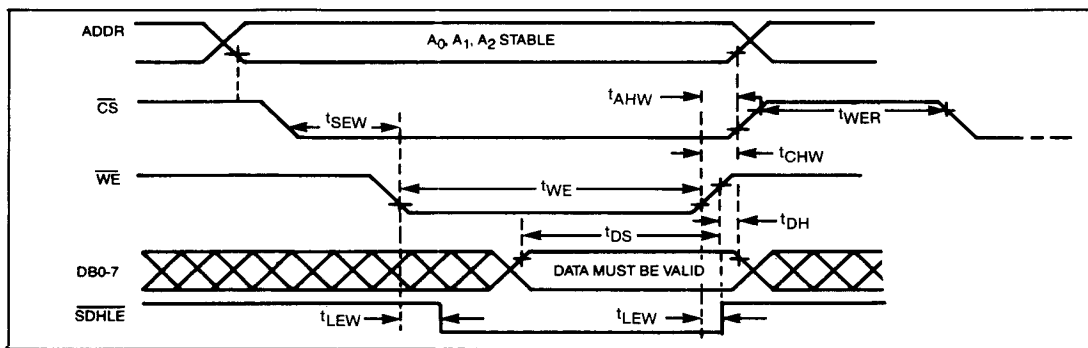 ADDR
A₀, A₁, A₂ STABLE
CS
tAHW
tSEW
tWER
tCHW
WE
tWE
tDH
tDS
DB0-7
DATA MUST BE VALID
SDHLE
tLEW
tLEW